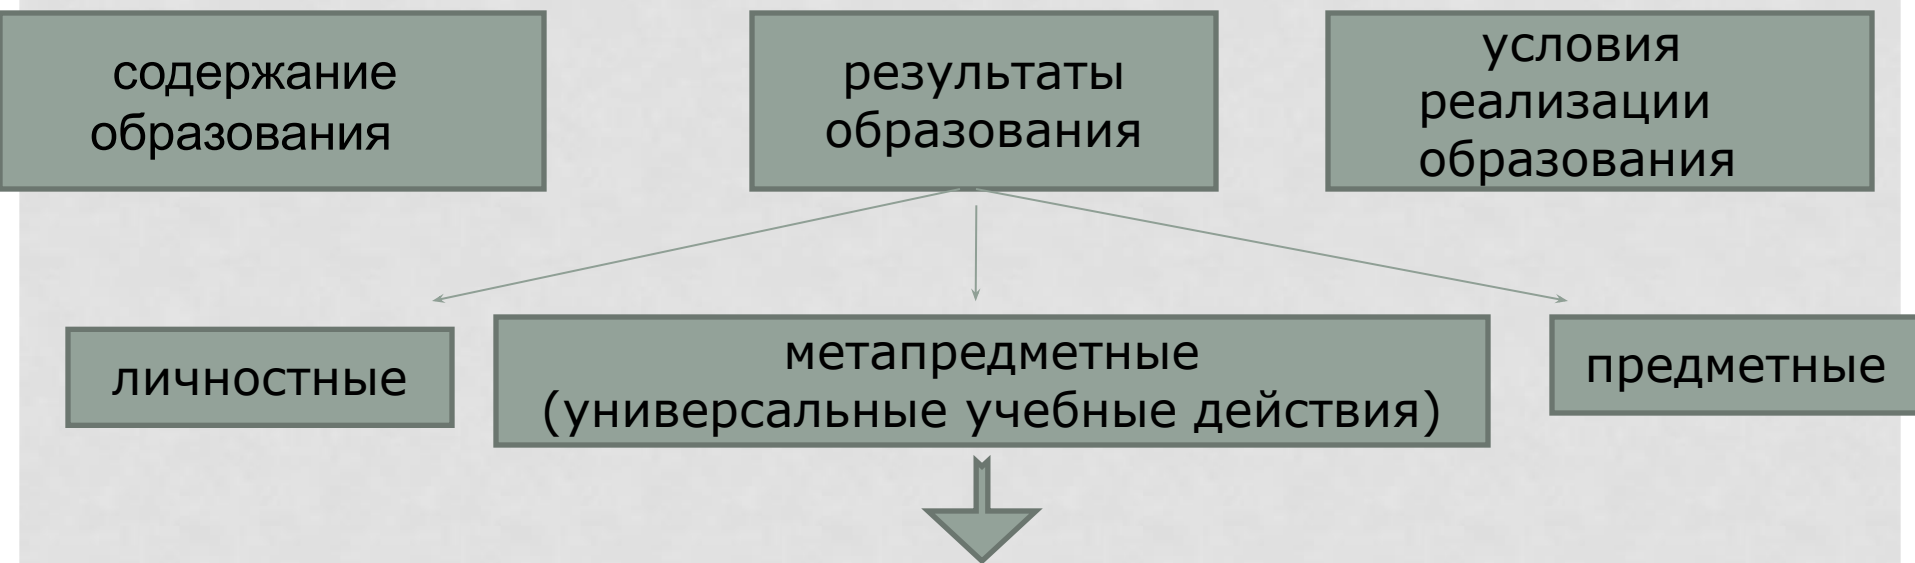 содержание
образования
результаты
образования
условия
реализации
образования
личностные
метапредметные
(универсальные учебные действия)
предметные